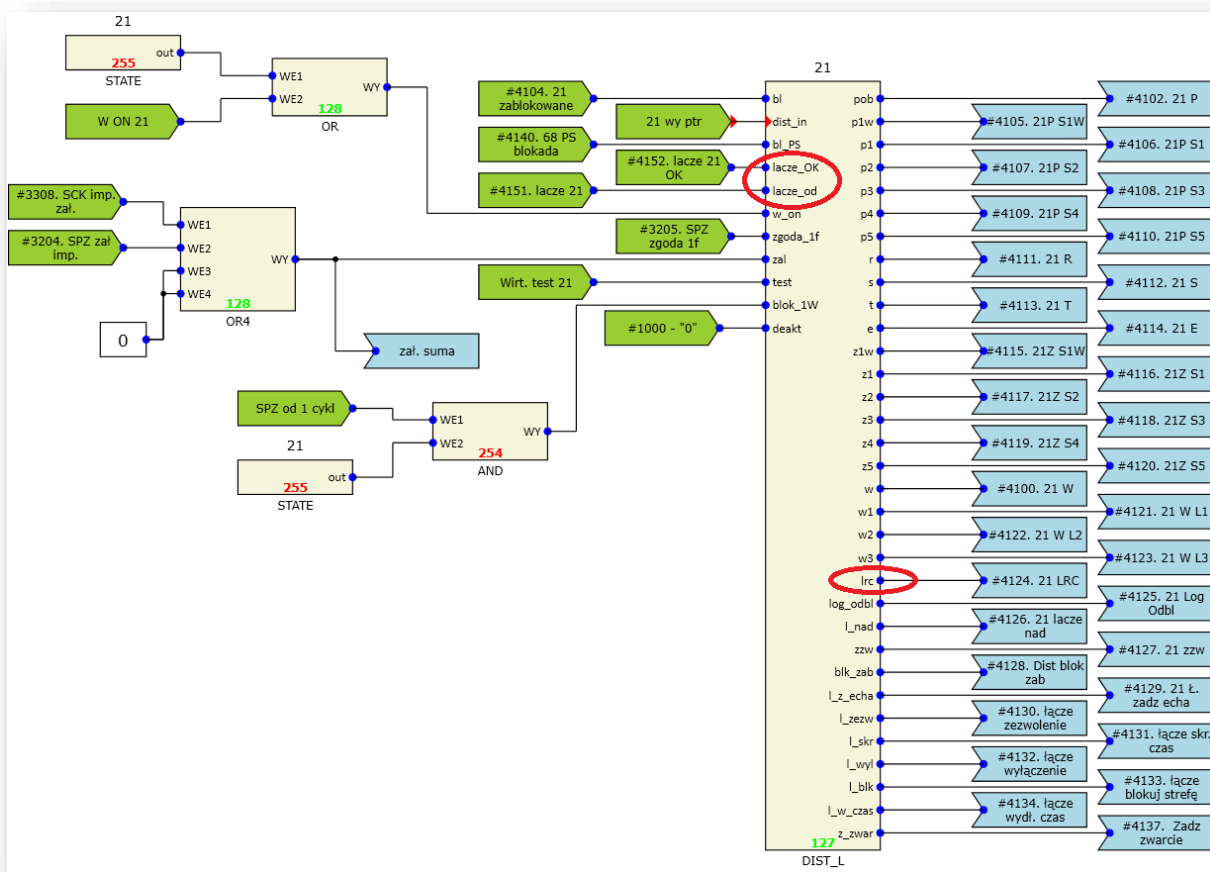 21
out
255
STATE
W ON 21
WE1
WE2
WY
128
OR
#3308. SCK imp.
zał.
#3204. SPZ zał
imp.
WE1
WE2
WE3
WE4
WY
128
OR4
0
zał. suma
SPZ od 1 cykl
21
out
255
STATE
WE1
WE2
WY
254
AND
#4104. 21
zablokowane
21 wy ptr
#4140. 68 PS
blokada
#4152. lacze 21
OK
#4151. lacze 21
#3205. SPZ
zgoda 1f
Wirt. test 21
#1000 - "0"
21
bl
dist_in
bl_PS
lacze_OK
lacze_od
w_on
zgoda_1f
zal
test
blok_1W
deakt
pob
p1w
p1
p2
p3
p4
p5
r
s
t
e
z1w
z1
z2
z3
z4
z5
w
w1
w2
w3
lrc
log_odbl
l_nad
zzw
blk_zab
l_z_echa
l_zezw
l_skr
l_wyl
l_blk
l_w_czas
z_zwar
127
DIST_L
#4102. 21 P
#4105. 21P S1W
#4106. 21P S1
#4107. 21P S2
#4108. 21P S3
#4109. 21P S4
#4110. 21P S5
#4111. 21 R
#4112. 21 S
#4113. 21 T
#4114. 21 E
#4115. 21Z S1W
#4116. 21Z S1
#4117. 21Z S2
#4118. 21Z S3
#4119. 21Z S4
#4120. 21Z S5
#4100. 21 W
#4121. 21 W L1
#4122. 21 W L2
#4123. 21 W L3
#4124. 21 LRC
#4125. 21 Log
Odbl
#4126. 21 lacze
nad
#4127. 21 zzw
#4128. Dist blok
zab
#4129. 21 Ł.
zadz echa
#4130. łącze
zezwolenie
#4131. łącze skr.
czas
#4132. łącze
wyłączenie
#4133. łącze
blokuj strefę
#4134. łącze
wydł. czas
#4137. Zadz
zwarcie